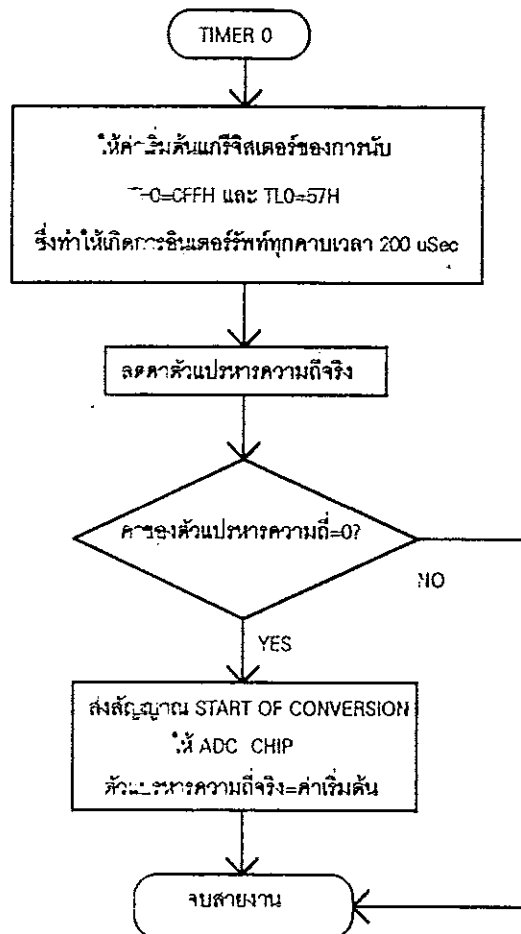 TIMER 0
ให้ค่าเริ่มต้นแก่รีจิสเตอร์ของการนับ
และ TL0=57H
ซึ่งทำให้เกิดการอินเตอร์รัพท์ทุกคาบเวลา 200 uSec
ลดค่าตัวแปรหารความถี่จริง
ค่าของตัวแปรหารความถี่=0?
NO
YES
ส่งสัญญาณ START OF CONVERSION
ให้ ADC CHIP
ตัวแปรหารความถี่จริง=ค่าเริ่มต้น
จบสายงาน